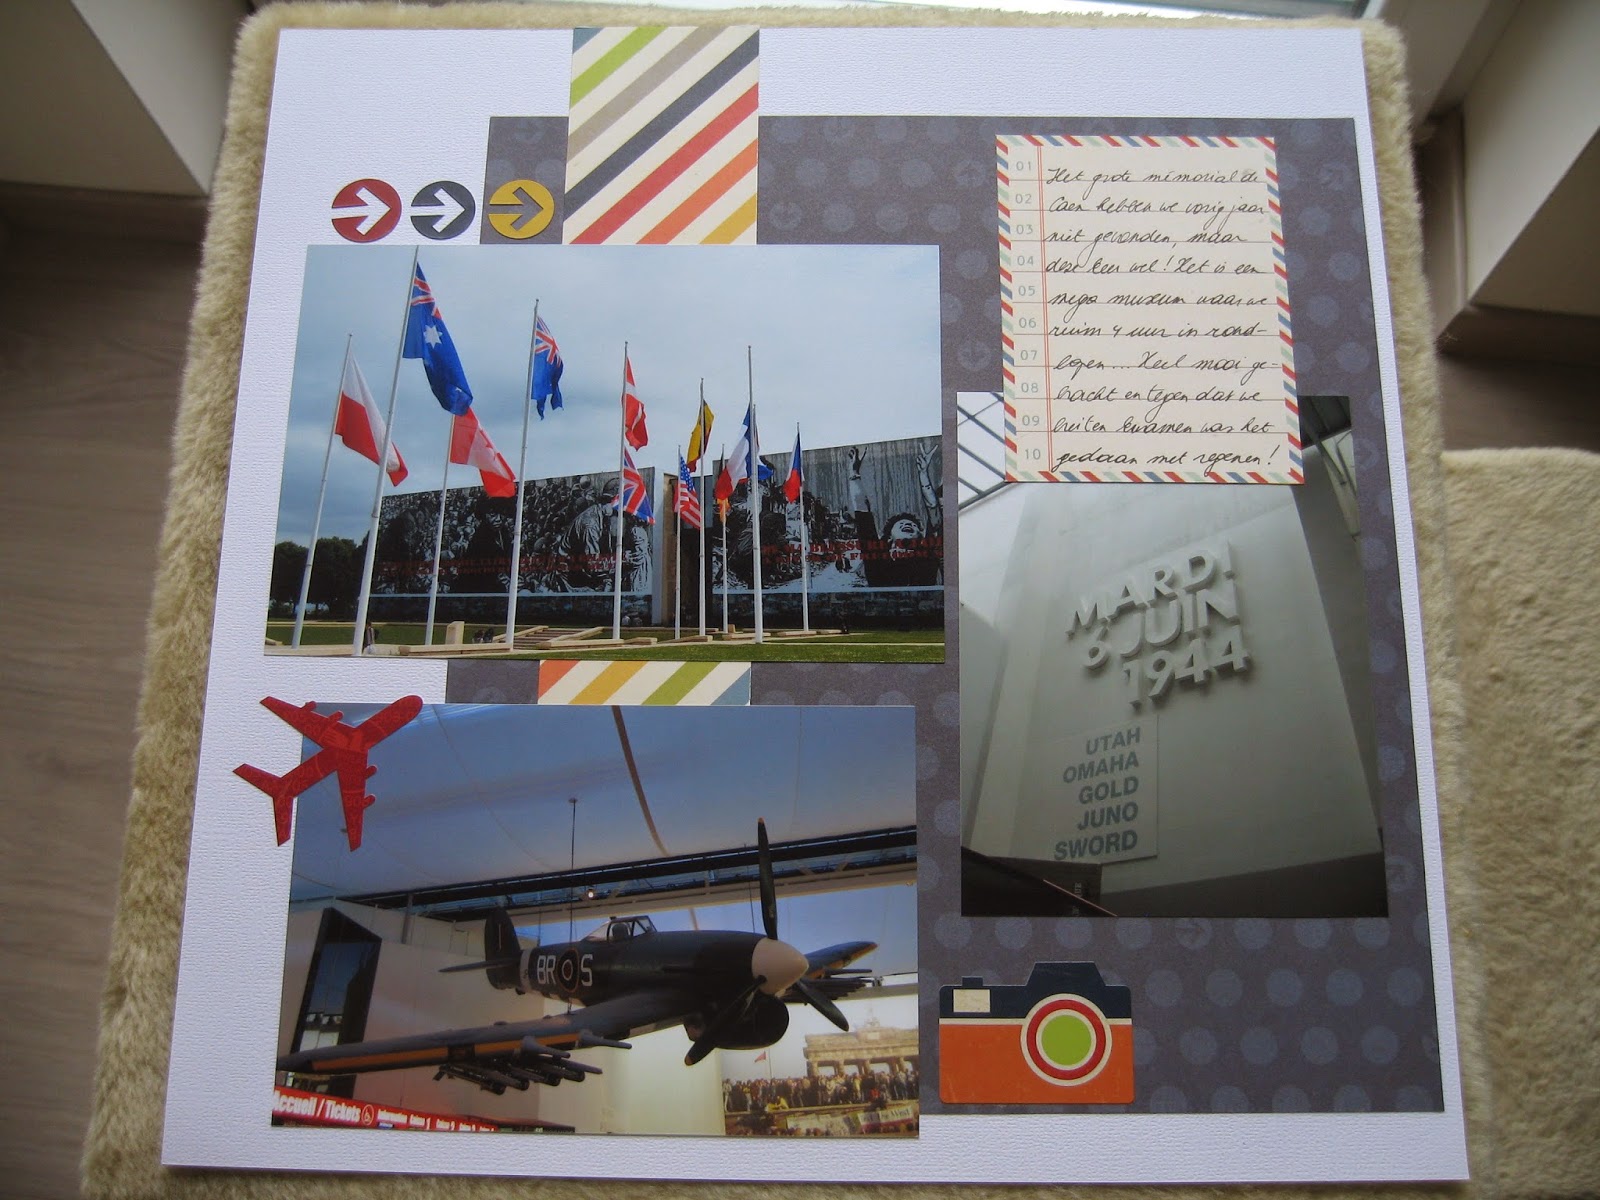 01 Het grote mémorial de
02 Caen hebben we vorig jaar
03 niet gevonden, maar
04 deze keer wel! Het is een
05 mega museum waar we
06 ruim 4 uur in rond-
07 lopen... Heel mooi ge-
08 bracht en tegen dat we
09 buiten kwamen was het
10 gedaan met regenen!
MARDI
6 JUIN
1944
UTAH
OMAHA
GOLD
JUNO
SWORD
BR S
Accueil / Tickets